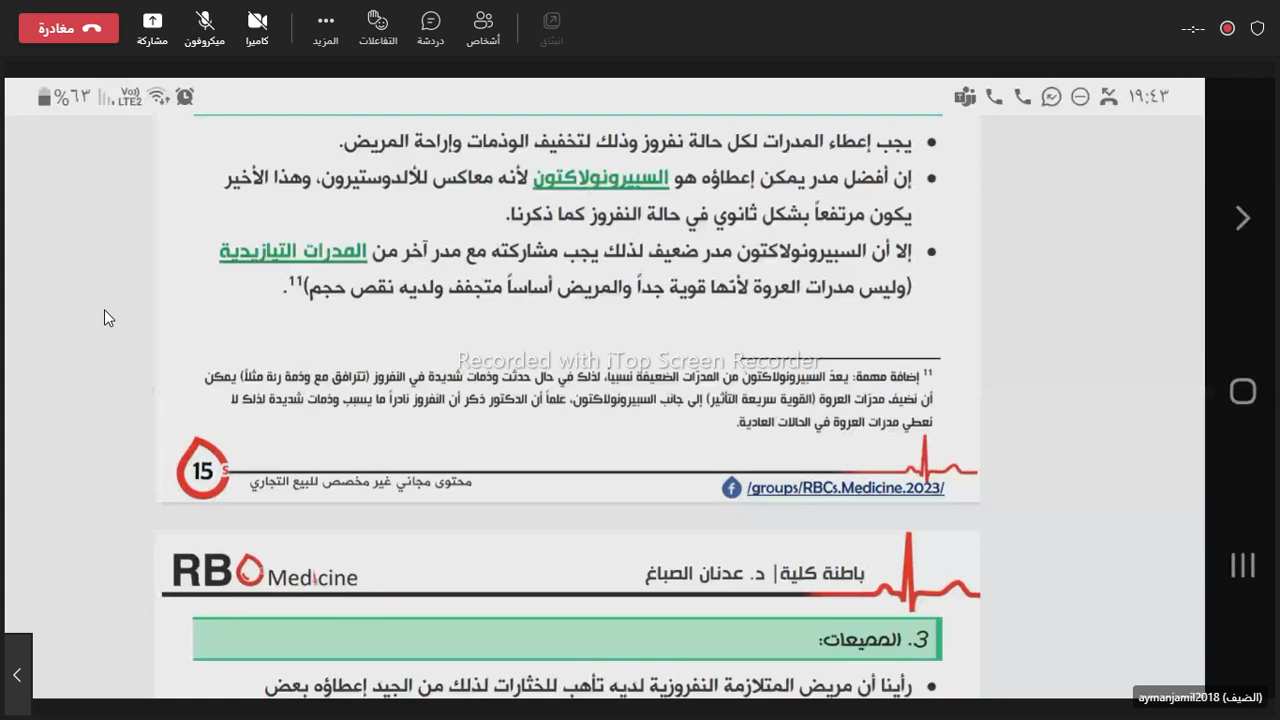 مغادرة
مشاركة
ميكروفون
كاميرا
المزيد
التفاعلات
دردشة
أشخاص
انبثاق
--:--
%٦٣
Vo)) LTE2
١٩:٤٣
يجب إعطاء المدرات لكل حالة نفروز وذلك لتخفيف الوذمات وإراحة المريض.
إن أفضل مدر يمكن إعطاؤه هو السبيرونولاكتون لأنه معاكس للألدوستيرون، وهذا الأخير
يكون مرتفعاً بشكل ثانوي في حالة النفروز كما ذكرنا.
إلا أن السبيرونولاكتون مدر ضعيف لذلك يجب مشاركته مع مدر آخر من المدرات التيازيدية
(وليس مدرات العروة لأنها قوية جداً والمريض أساساً متجفف ولديه نقص حجم)11.
Recorded with iTop Screen Recorder
11 إضافة مهمة: يعدّ السبيرونولاكتون من المدرّات الضعيفة نسبياً، لذلك في حال حدثت وذمات شديدة في النفروز (تترافق مع وذمة رئة مثلاً) يمكن
أن نضيف مدرّات العروة (القوية سريعة التأثير) إلى جانب السبيرونولاكتون، علماً أن الدكتور ذكر أن النفروز نادراً ما يسبب وذمات شديدة لذلك لا
نعطي مدرات العروة في الحالات العادية.
15
s
محتوى مجاني غير مخصص للبيع التجاري
/groups/RBCs.Medicine.2023/
RB Medicine
باطنة كلية| د. عدنان الصباغ
3. المميعات:
رأينا أن مريض المتلازمة النفروزية لديه تأهب للخثارات لذلك من الجيد إعطاؤه بعض
aymanjamil2018 (الضيف)